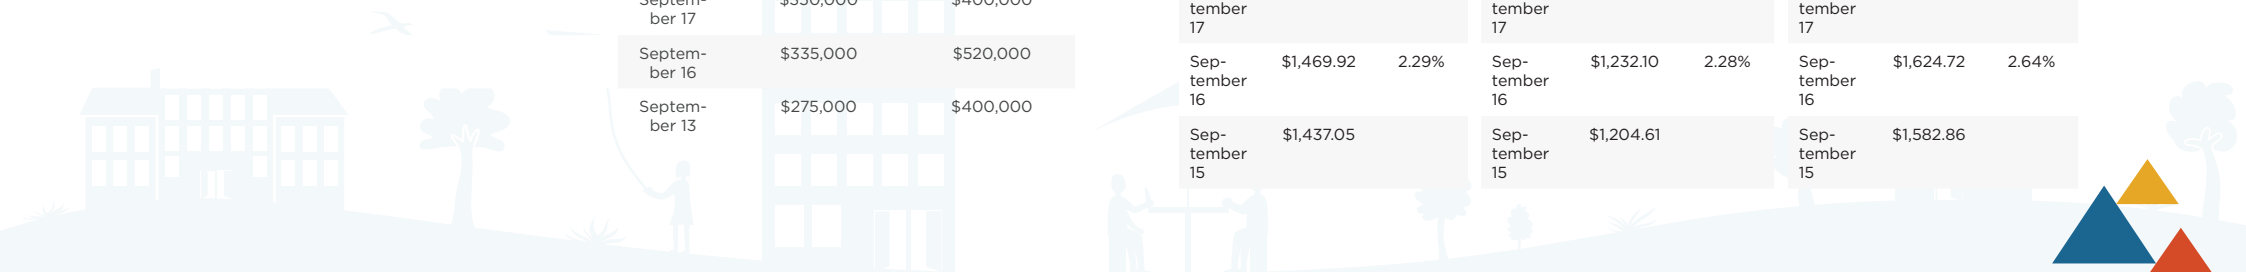 ber 17
Septem-
ber 16
$335,000
$520,000
Septem-
ber 13
$275,000
$400,000
tember
17
Sep-
tember
16
$1,469.92
2.29%
Sep-
tember
15
$1,437.05
tember
17
Sep-
tember
16
$1,232.10
2.28%
Sep-
tember
15
$1,204.61
tember
17
Sep-
tember
16
$1,624.72
2.64%
Sep-
tember
15
$1,582.86